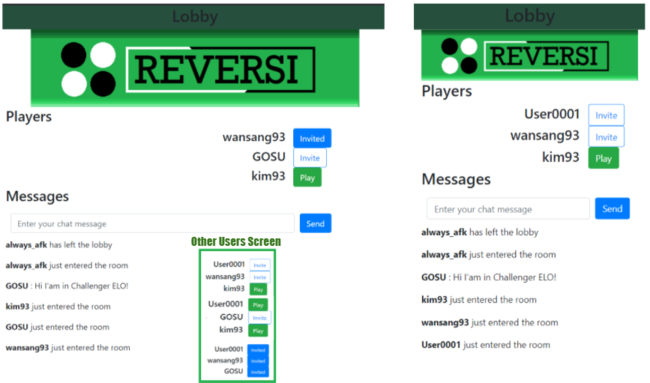 Lobby
REVERSI
Players
wansang93 Invited
GOSU Invite
kim93 Play
Messages
Enter your chat message Send
always_afk has left the lobby
always_afk just entered the room
GOSU : Hi I'am in Challenger ELO!
kim93 just entered the room
GOSU just entered the room
wansang93 just entered the room
Other Users Screen
User0001 Invite
wansang93 Invite
kim93 Play
User0001 Play
GOSU Invite
kim93 Play
User0001 Invited
wansang93 Invited
GOSU Invited
Lobby
REVERSI
Players
User0001 Invite
wansang93 Invite
kim93 Play
Messages
Enter your chat message Send
always_afk has left the lobby
always_afk just entered the room
GOSU : Hi I'am in Challenger ELO!
kim93 just entered the room
wansang93 just entered the room
User0001 just entered the room